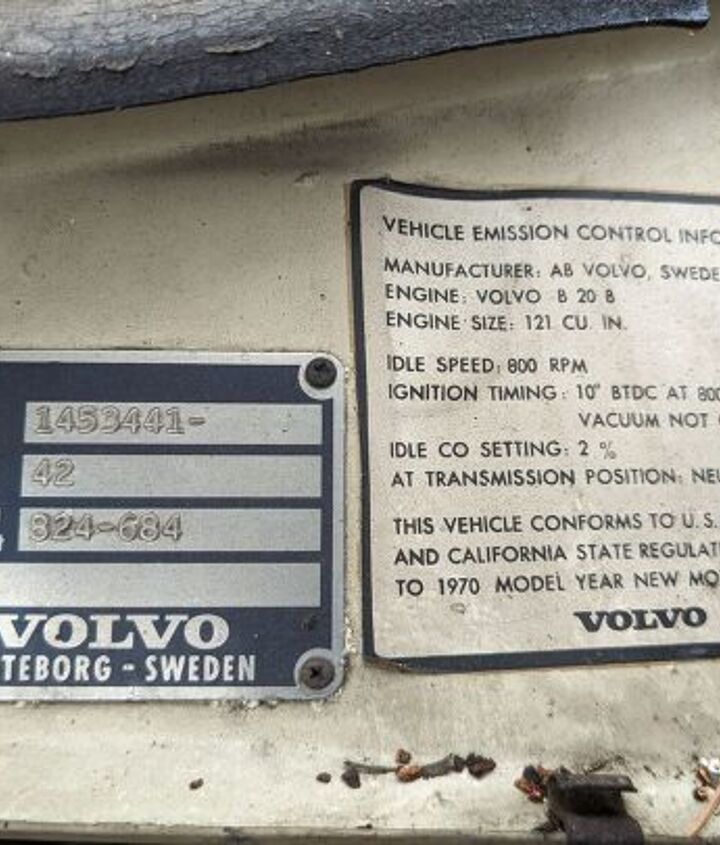 1453441-
42
824-684
VOLVO
TEBORG - SWEDEN
VEHICLE EMISSION CONTROL INFO
MANUFACTURER: AB VOLVO, SWEDE
ENGINE: VOLVO B 20 B
ENGINE SIZE: 121 CU. IN.
IDLE SPEED: 800 RPM
IGNITION TIMING: 10° BTDC AT 800
VACUUM NOT
IDLE CO SETTING: 2 %
AT TRANSMISSION POSITION: NEU
THIS VEHICLE CONFORMS TO U.S.
AND CALIFORNIA STATE REGULAT
TO 1970 MODEL YEAR NEW MO
VOLVO